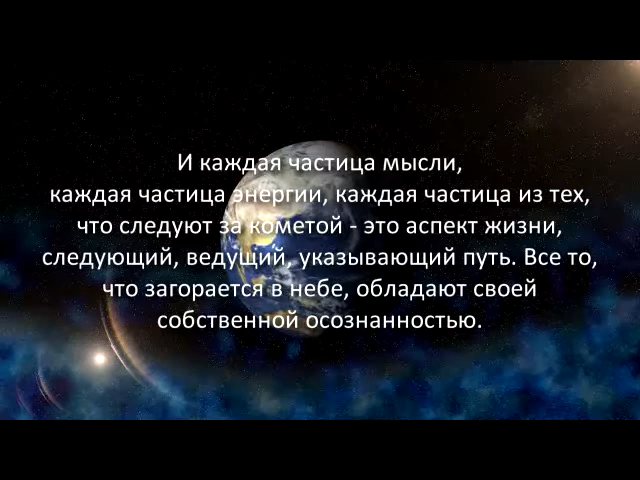 И каждая частица мысли,
каждая частица энергии, каждая частица из тех,
что следуют за кометой - это аспект жизни,
следующий, ведущий, указывающий путь. Все то,
что загорается в небе, обладают своей
собственной осознанностью.